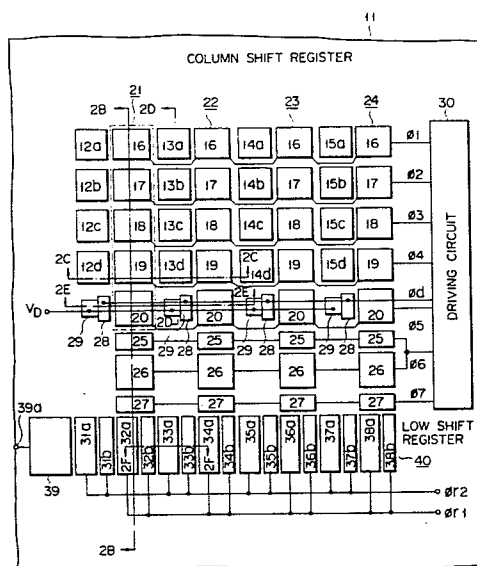 11
COLUMN SHIFT REGISTER
2B 21 2D 22 23 24 30
12a 16 13a 16 14a 16 15a 16 ø1
12b 17 13b 17 14b 17 15b 17 ø2
12c 18 13c 18 14c 18 15c 18 ø3
2C 2C
12d 19 13d 19 14d 19 15d 19 ø4
2E 2E ød
VD 20 2D 20 20 20
29 28 29 28 29 28 29 28
25 25 25 25 ø5
26 26 26 26 ø6
27 27 27 27 ø7
DRIVING CIRCUIT
LOW SHIFT REGISTER
39a 31a 31b 32a 32b 33a 33b 34a 34b 35a 35b 36a 36b 37a 37b 38a 38b 40
2F 2F
39
ør2
ør1
2B